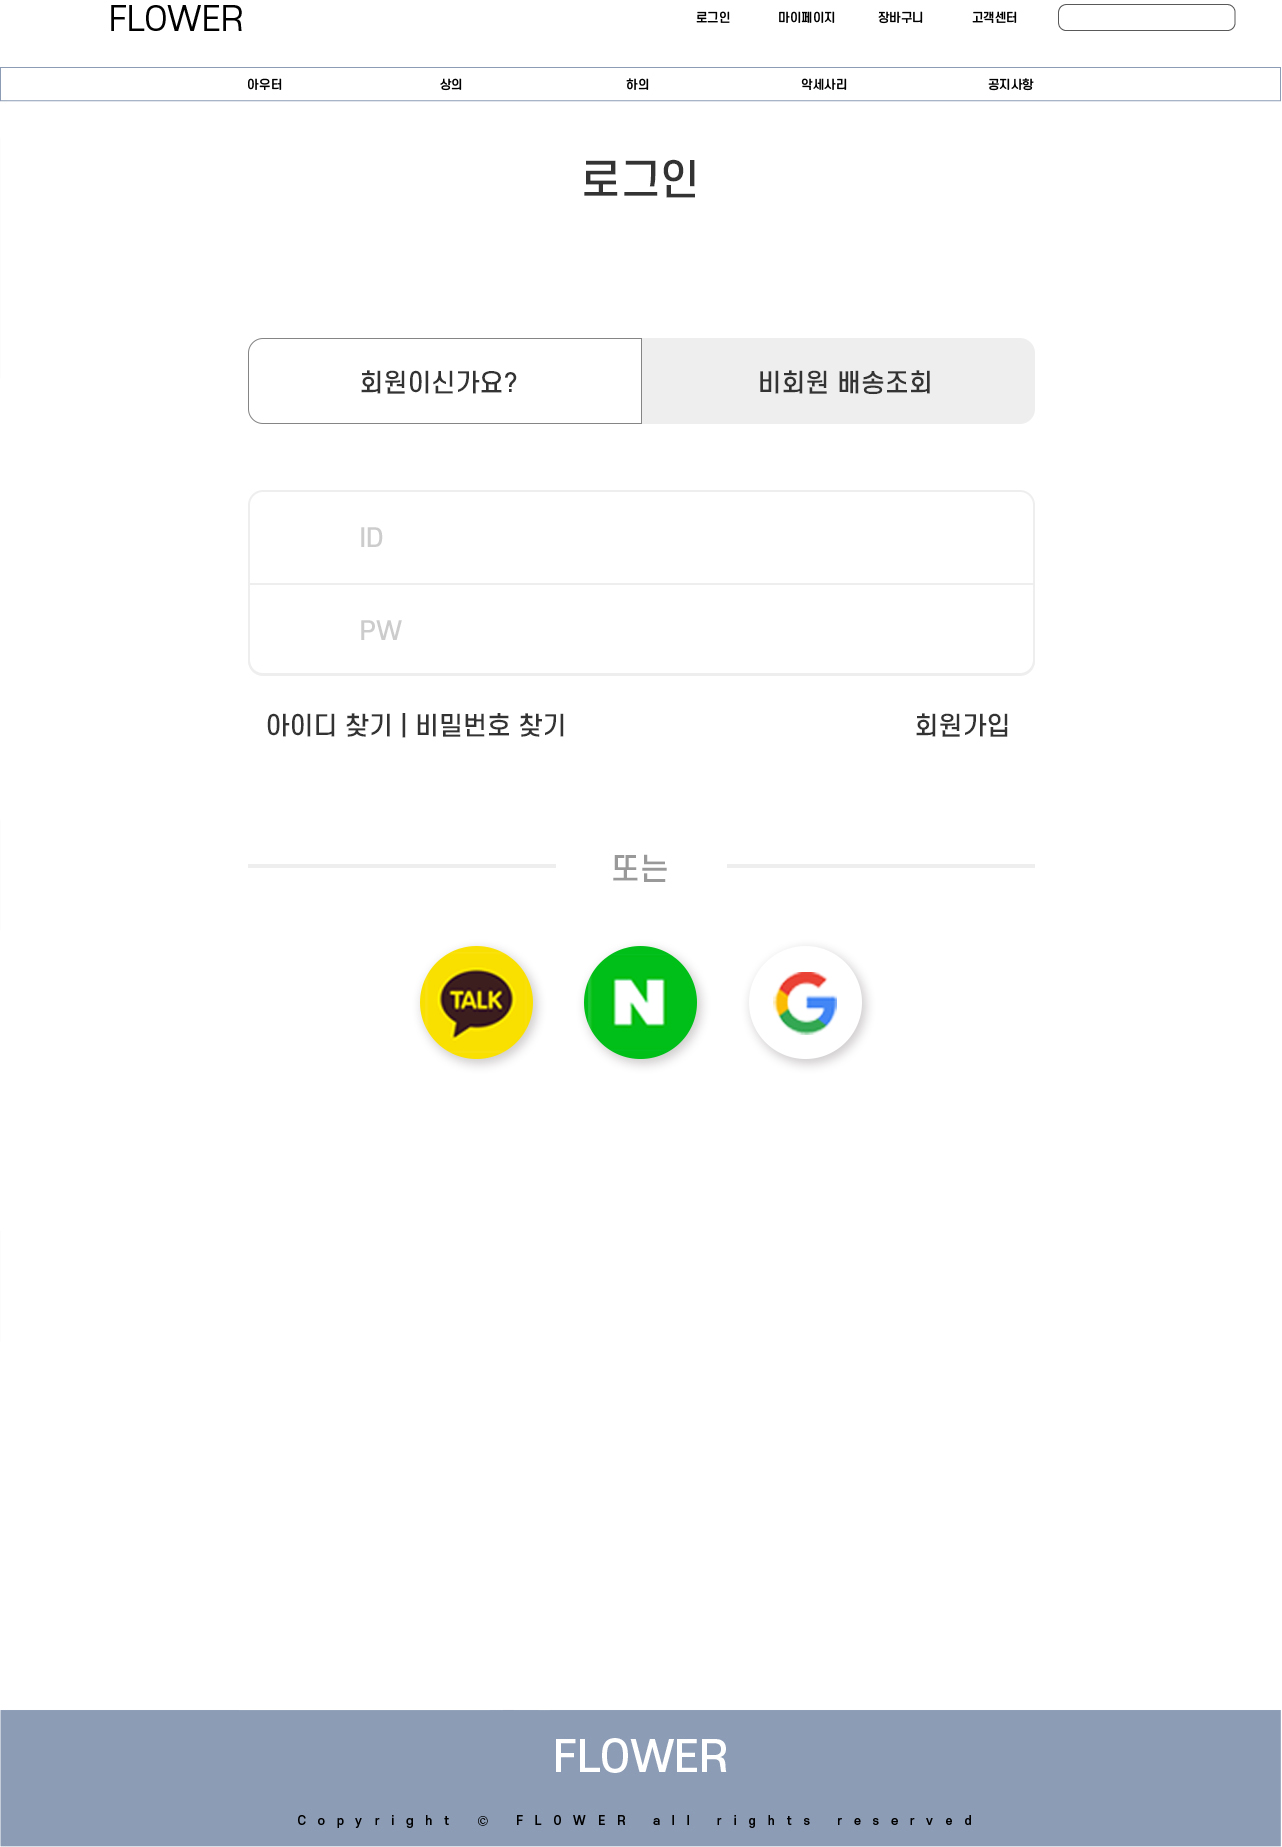 FLOWER 로그인 마이페이지 장바구니 고객센터
아우터 상의 하의 악세사리 공지사항
로그인
회원이신가요? 비회원 배송조회
ID
PW
아이디 찾기 | 비밀번호 찾기 회원가입
또는
TALK N G
FLOWER
Copyright © FLOWER all rights reserved